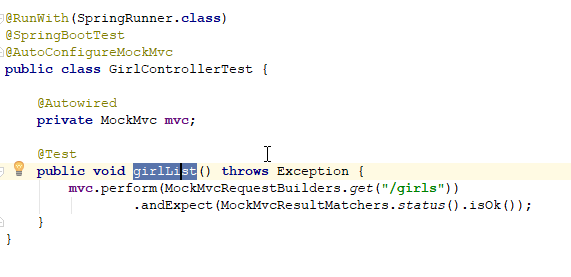 @RunWith(SpringRunner.class)
@SpringBootTest
@AutoConfigureMockMvc
public class GirlControllerTest {
@Autowired
private MockMvc mvc;
@Test
public void girlList() throws Exception {
mvc.perform(MockMvcRequestBuilders.get("/girls"))
.andExpect(MockMvcResultMatchers.status().isOk());
}
}